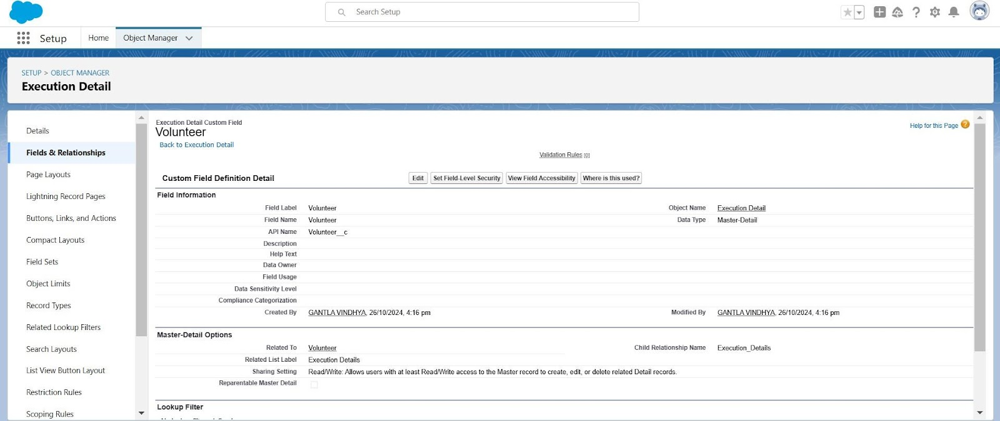 Search Setup
Setup
Home
Object Manager
SETUP > OBJECT MANAGER
Execution Detail
Details
Fields & Relationships
Page Layouts
Lightning Record Pages
Buttons, Links, and Actions
Compact Layouts
Field Sets
Object Limits
Record Types
Related Lookup Filters
Search Layouts
List View Button Layout
Restriction Rules
Scoping Rules
Execution Detail Custom Field
Volunteer
Back to Execution Detail
Help for this Page
Validation Rules [0]
Custom Field Definition Detail
Edit
Set Field-Level Security
View Field Accessibility
Where is this used?
Field Information
Field Label Volunteer Object Name Execution Detail
Field Name Volunteer Data Type Master-Detail
API Name Volunteer__c
Description
Help Text
Data Owner
Field Usage
Data Sensitivity Level
Compliance Categorization
Created By GANTLA VINDHYA, 26/10/2024, 4:16 pm Modified By GANTLA VINDHYA, 26/10/2024, 4:16 pm
Master-Detail Options
Related To Volunteer Child Relationship Name Execution_Details
Related List Label Execution Details
Sharing Setting Read/Write: Allows users with at least Read/Write access to the Master record to create, edit, or delete related Detail records.
Reparentable Master Detail
Lookup Filter